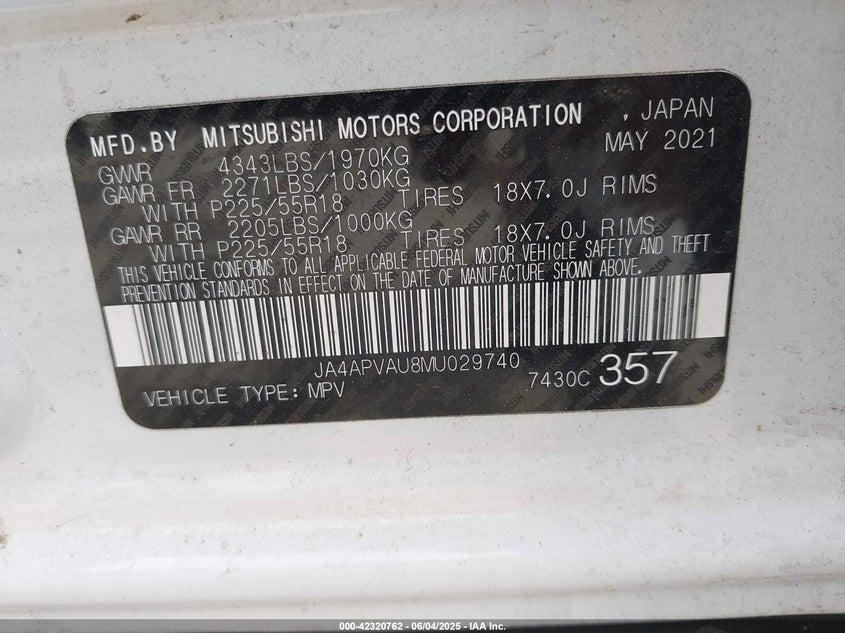 MFD.BY MITSUBISHI MOTORS CORPORATION , JAPAN
GVWR 4343LBS/1970KG MAY 2021
GAWR FR 2271LBS/1030KG
WITH P225/55R18 TIRES 18X7.0J RIMS
GAWR RR 2205LBS/1000KG
WITH P225/55R18 TIRES 18X7.0J RIMS
THIS VEHICLE CONFORMS TO ALL APPLICABLE FEDERAL MOTOR VEHICLE SAFETY AND THEFT
PREVENTION STANDARDS IN EFFECT ON THE DATE OF MANUFACTURE SHOWN ABOVE.
JA4APVAU8MU029740
VEHICLE TYPE: MPV 7430C 357
000-42320762 - 06/04/2025 - IAA Inc.